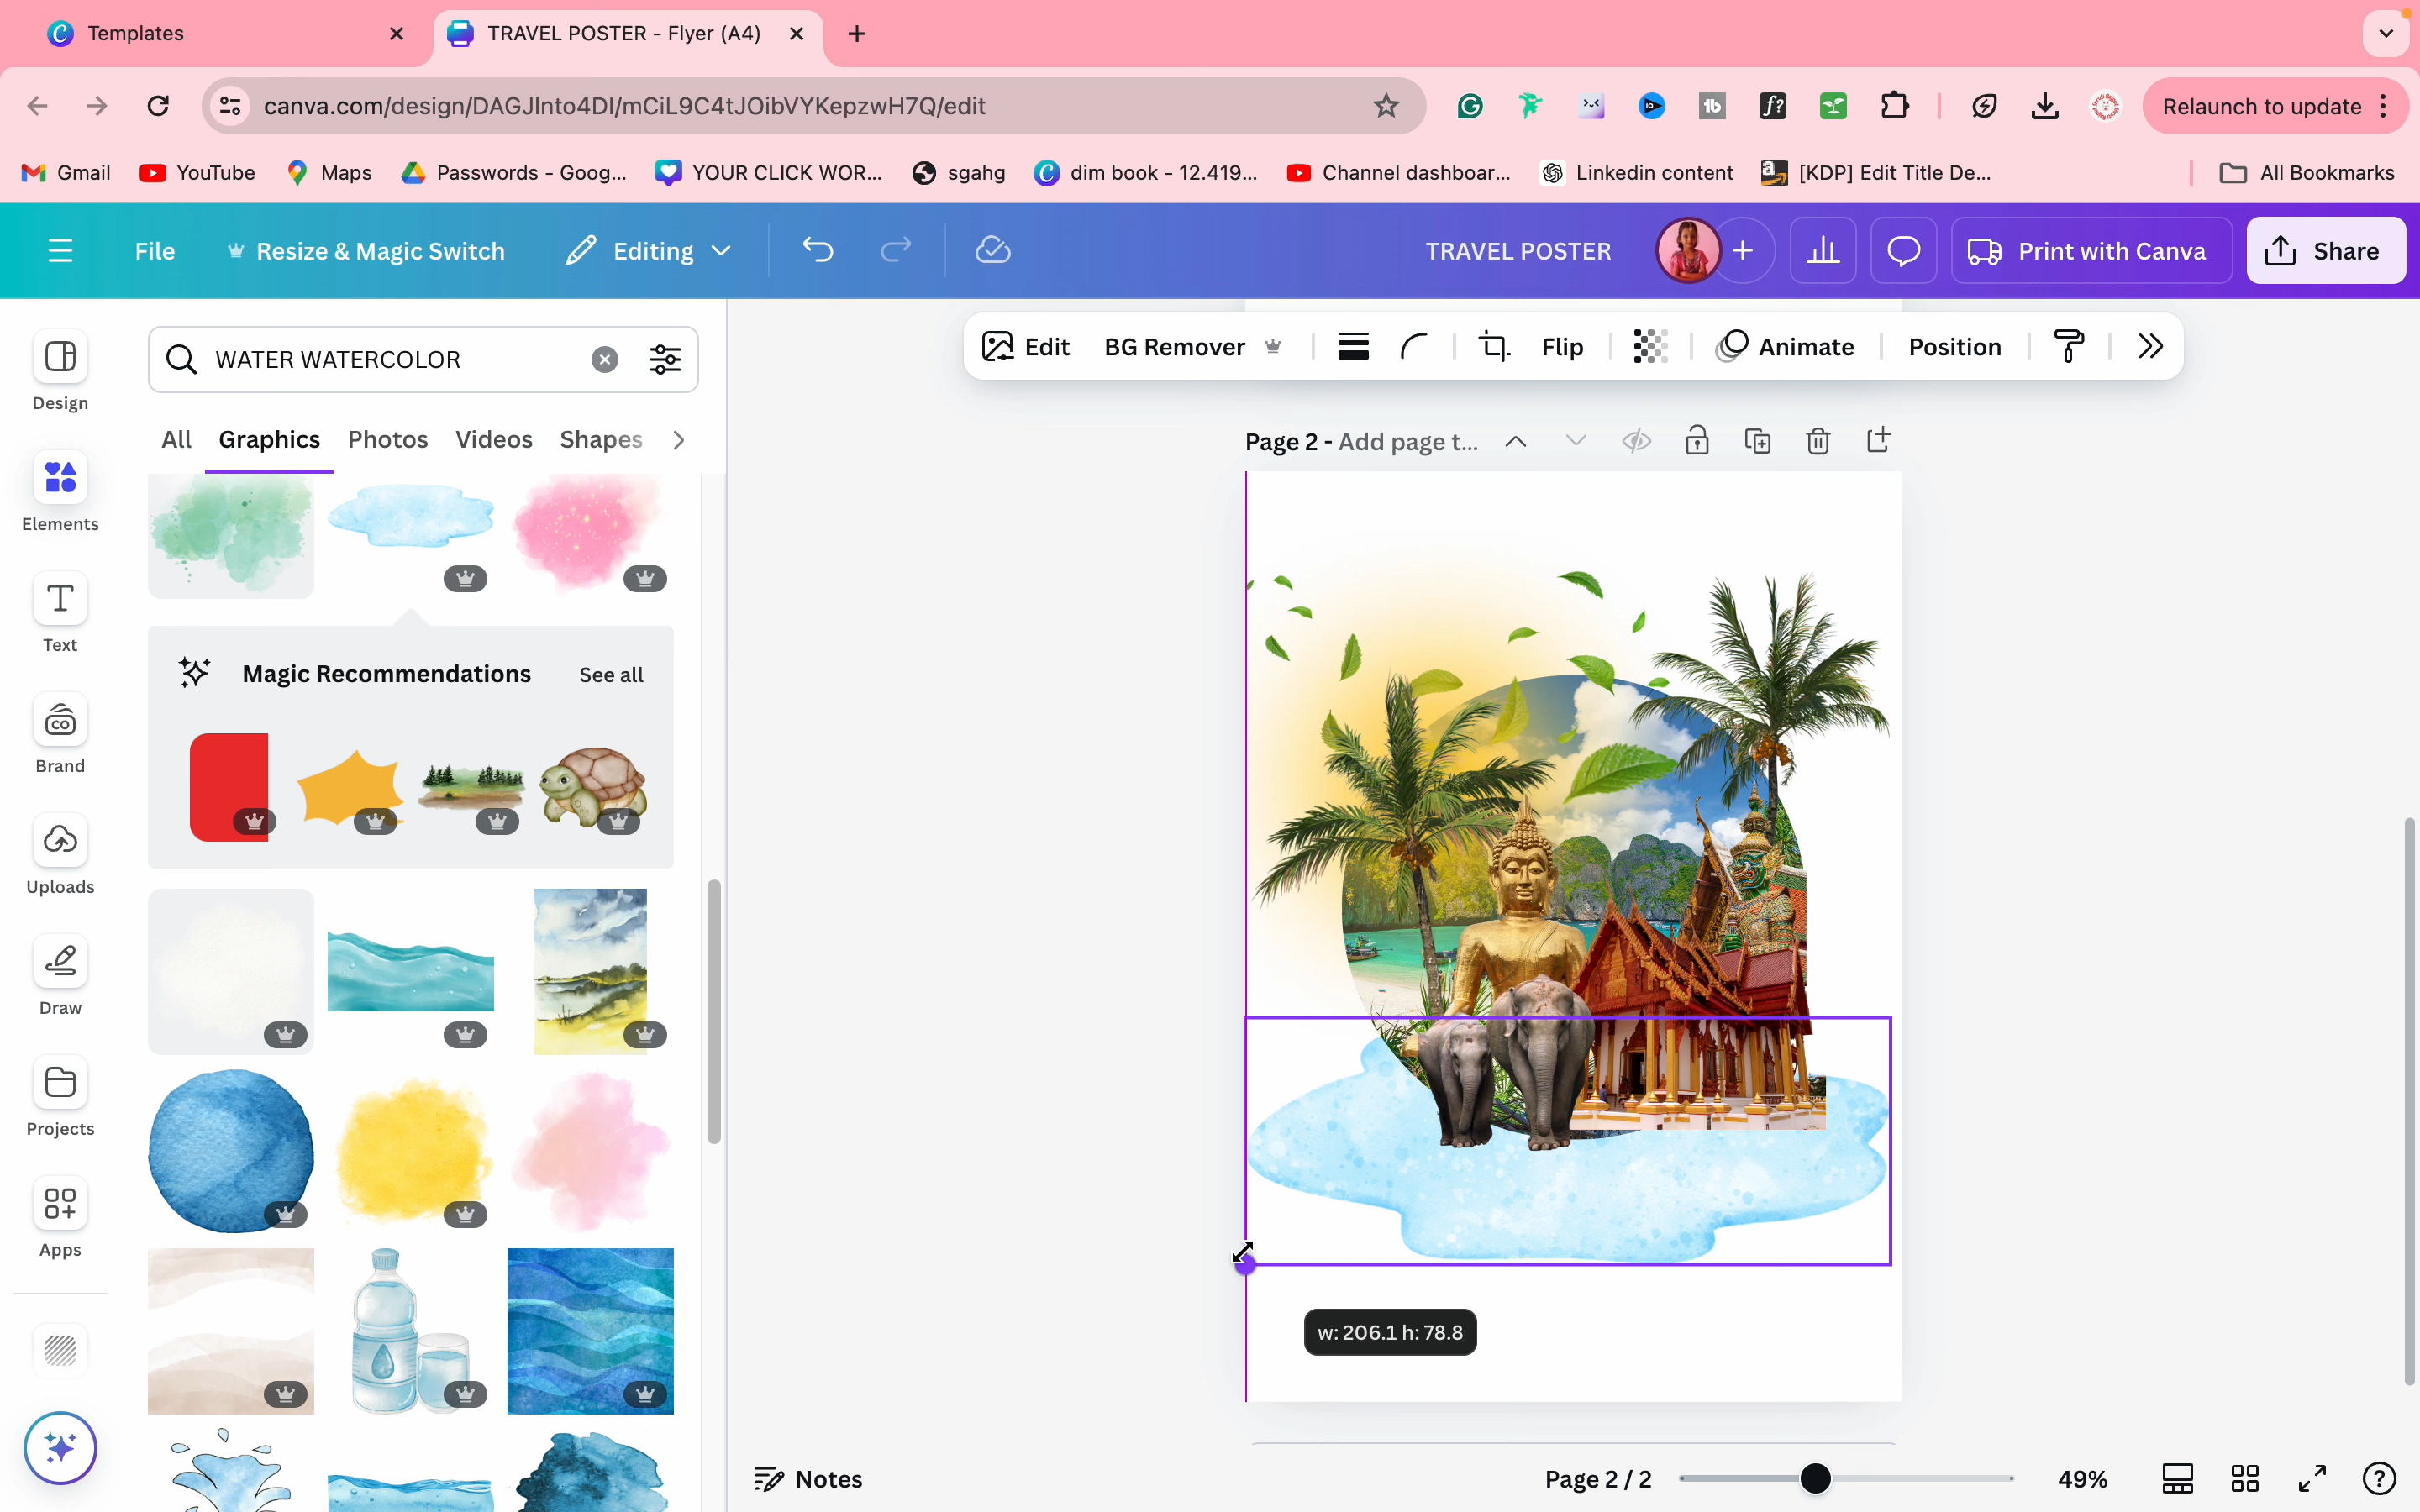 Templates
TRAVEL POSTER - Flyer (A4)
canva.com/design/DAGJlnto4DI/mCiL9C4tJOibVYKepzwH7Q/edit
Relaunch to update
Gmail
YouTube
Maps
Passwords - Goog...
YOUR CLICK WOR...
sgahg
dim book - 12.419...
Channel dashboar...
Linkedin content
[KDP] Edit Title De...
All Bookmarks
File
Resize & Magic Switch
Editing
TRAVEL POSTER
Print with Canva
Share
Design
Elements
Text
Brand
Uploads
Draw
Projects
Apps
WATER WATERCOLOR
All
Graphics
Photos
Videos
Shapes
Magic Recommendations
See all
Edit
BG Remover
Flip
Animate
Position
Page 2 - Add page t...
w: 206.1 h: 78.8
Notes
Page 2 / 2
49%